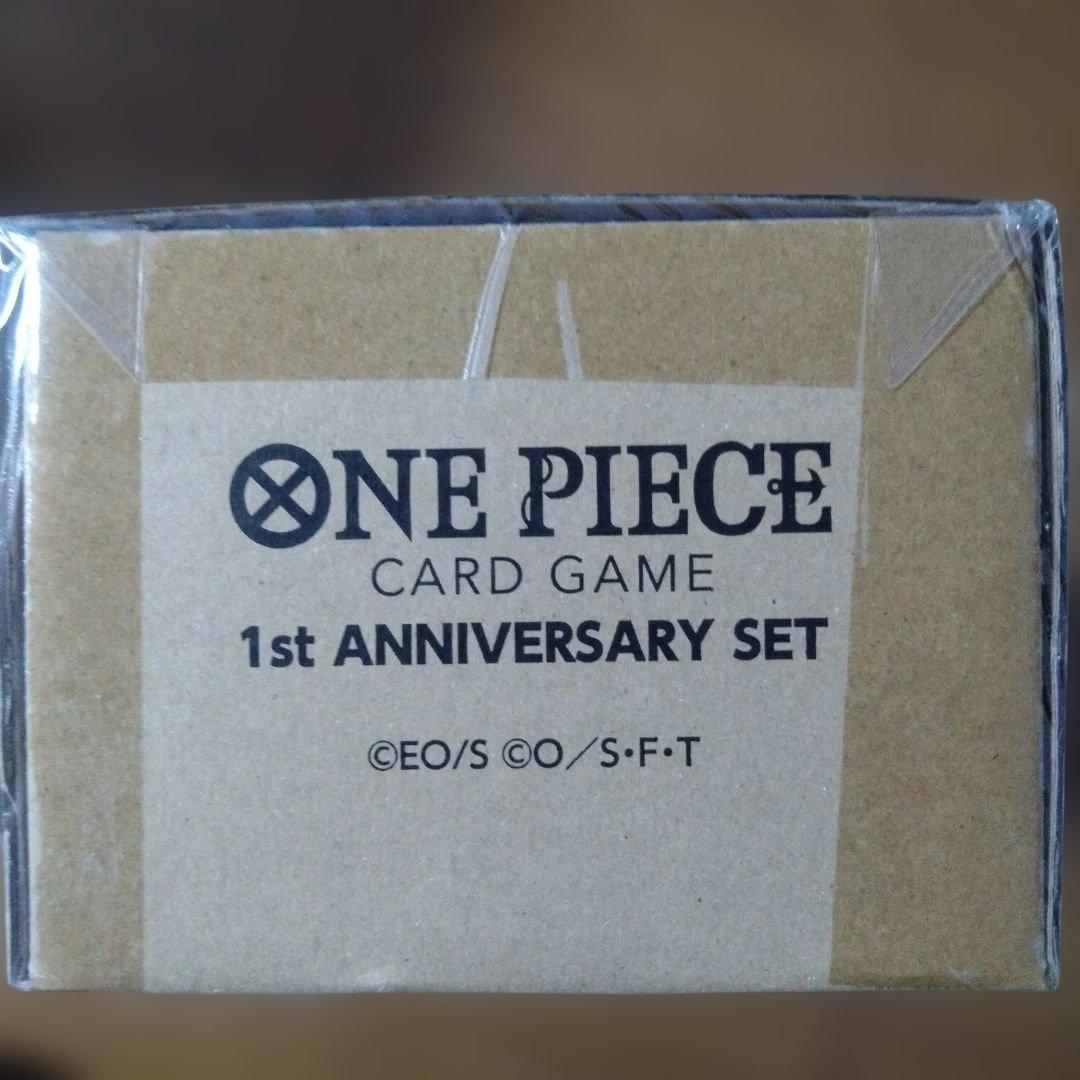 ONE PIECE
CARD GAME
1st ANNIVERSARY SET
©EO/S ©O／S・F・T